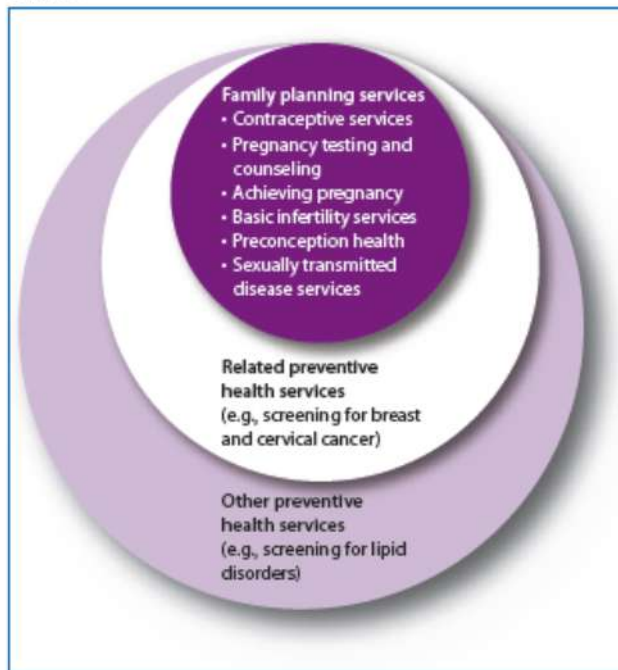 Family planning services
• Contraceptive services
• Pregnancy testing and
counseling
• Achieving pregnancy
• Basic infertility services
• Preconception health
• Sexually transmitted
disease services
Related preventive
health services
(e.g., screening for breast
and cervical cancer)
Other preventive
health services
(e.g., screening for lipid
disorders)